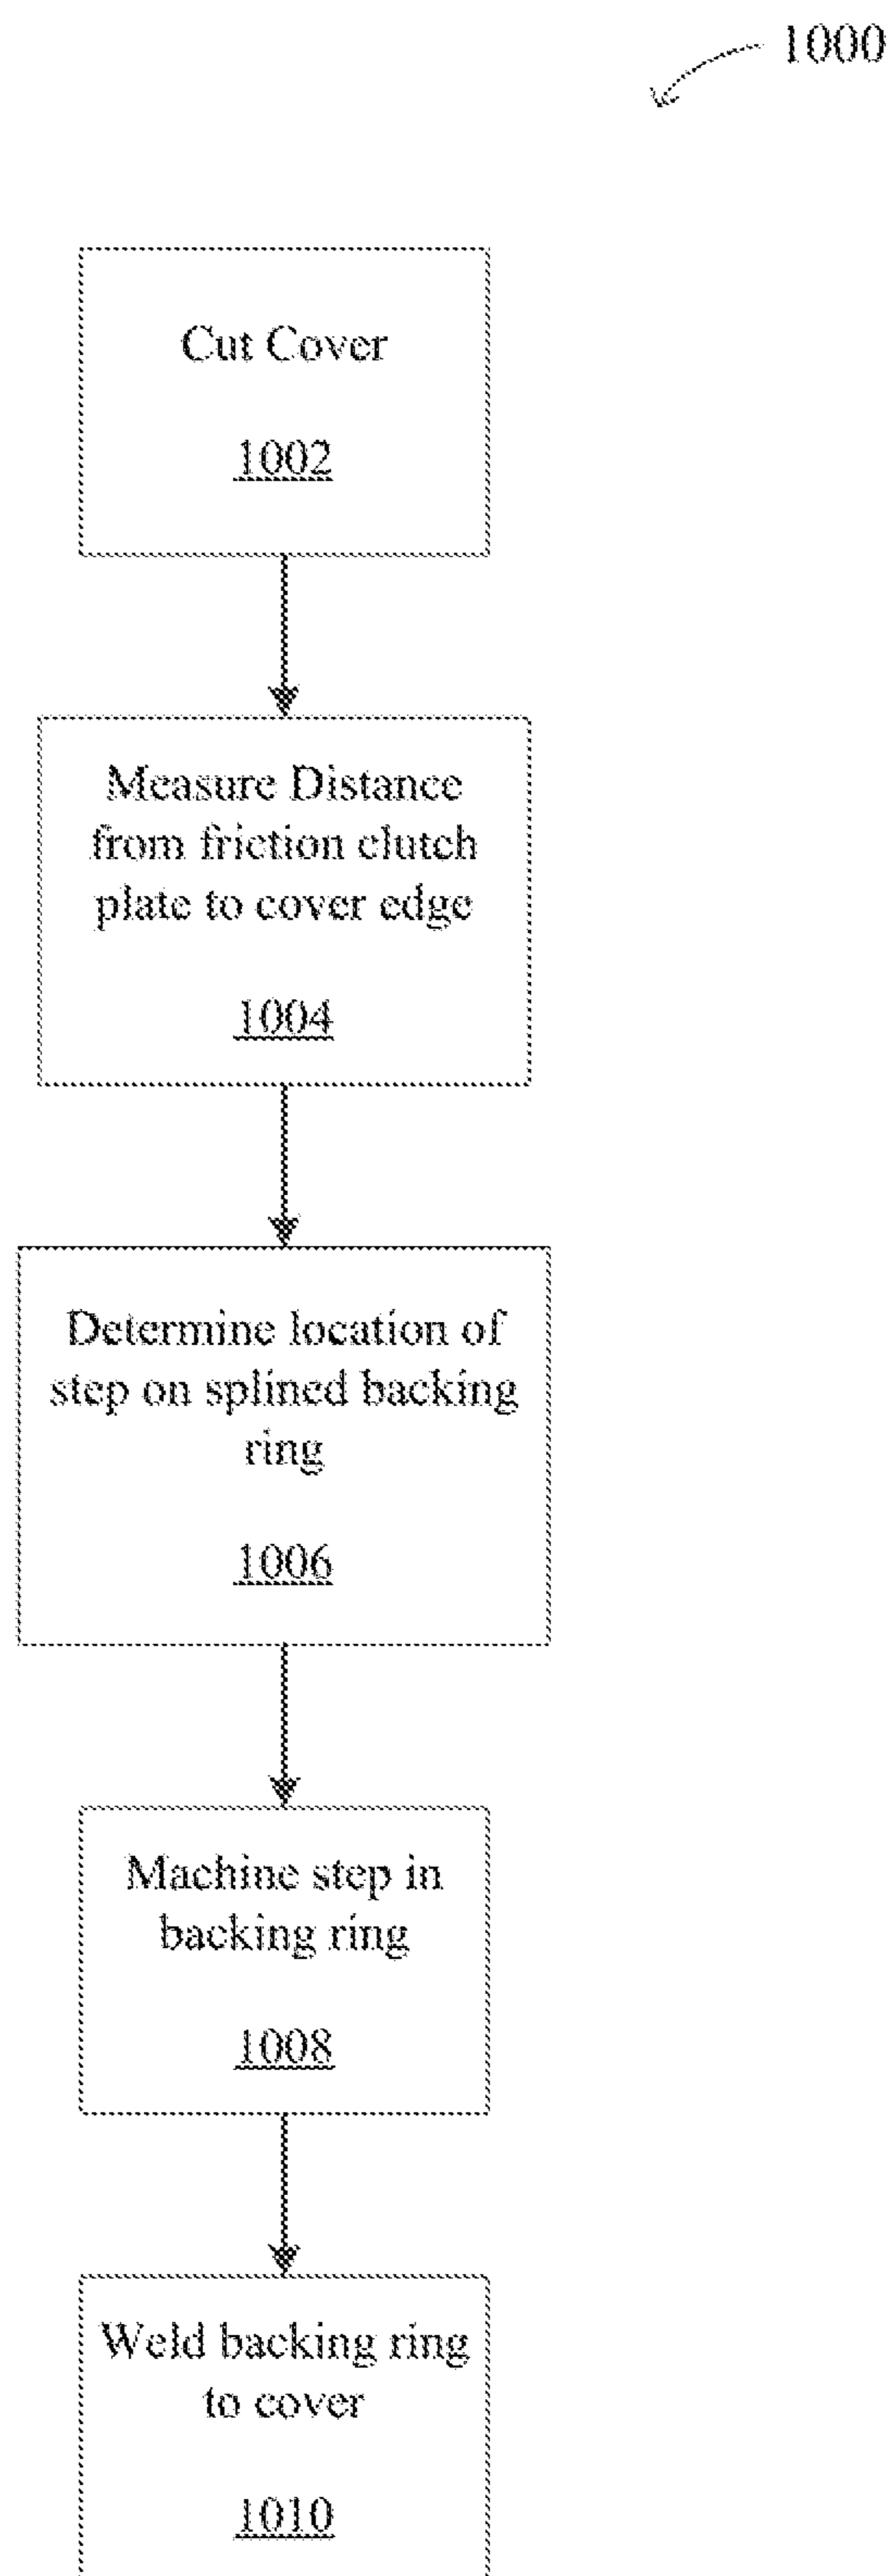 1000
Cut Cover
1002
Measure Distance
from friction clutch
plate to cover edge
1004
Determine location of
step on splined backing
ring
1006
Machine step in
backing ring
1008
Weld backing ring
to cover
1010